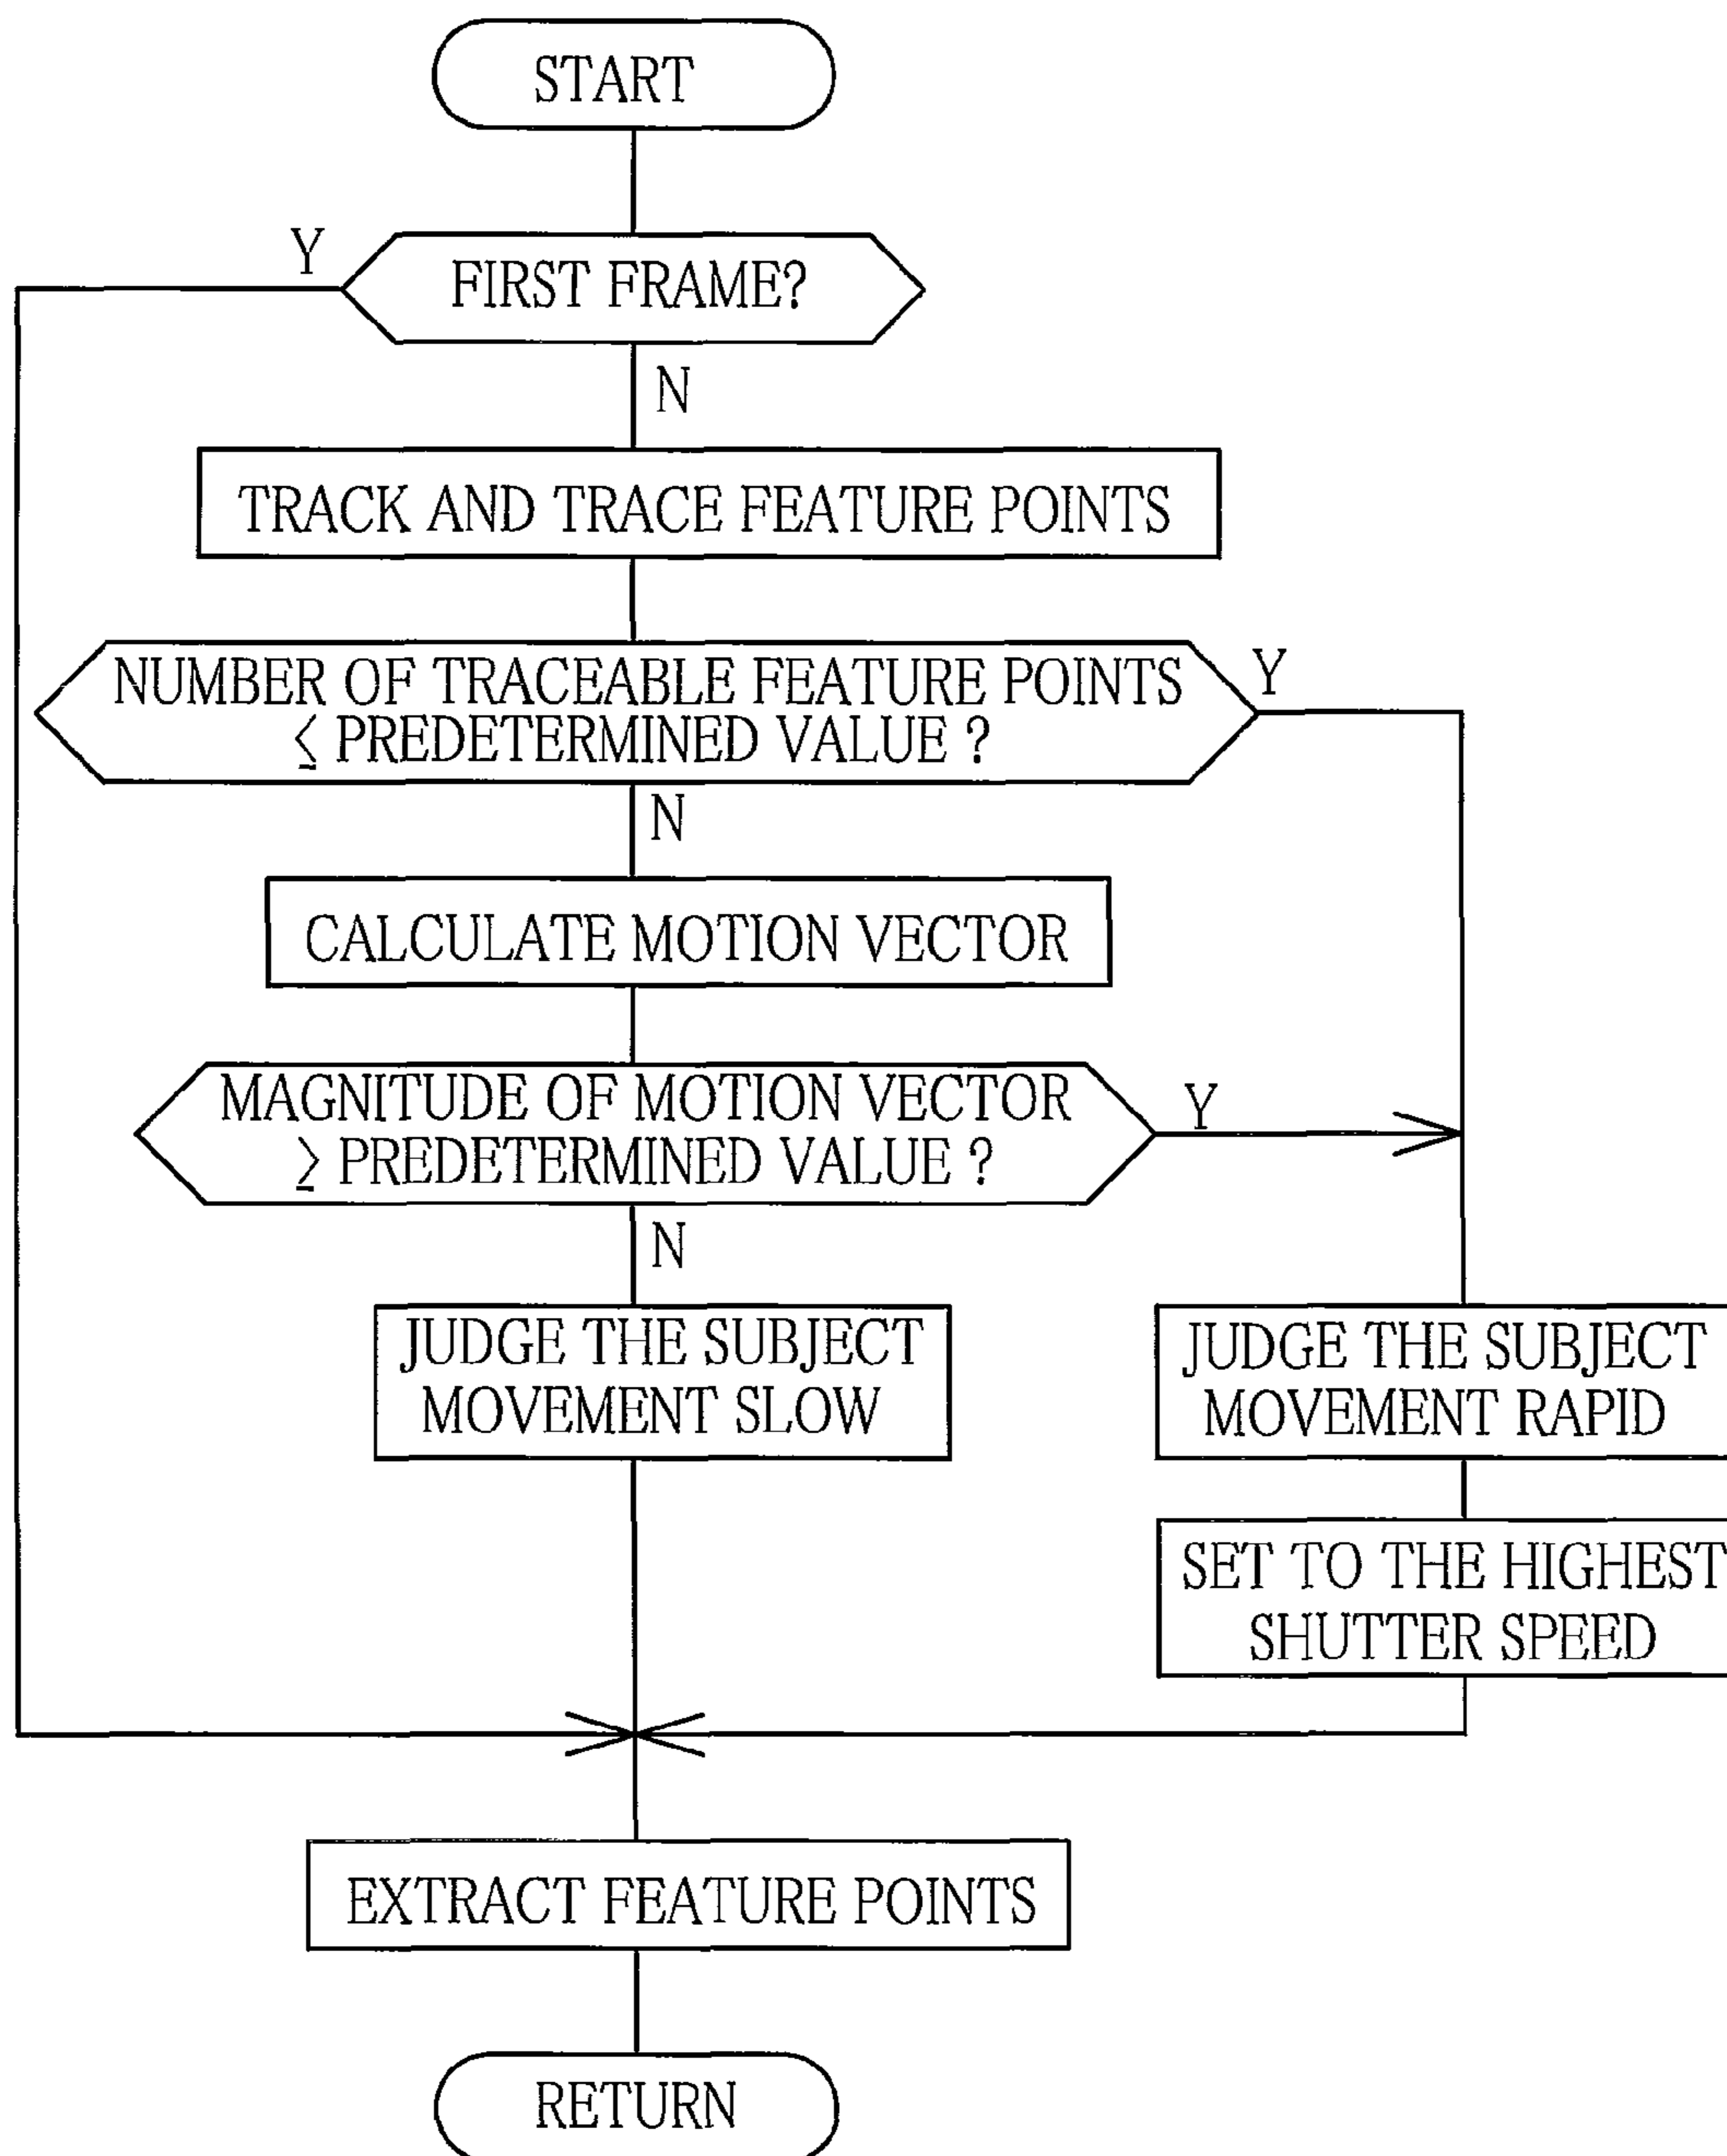 START
Y
FIRST FRAME?
N
TRACK AND TRACE FEATURE POINTS
NUMBER OF TRACEABLE FEATURE POINTS
≤ PREDETERMINED VALUE ?
Y
N
CALCULATE MOTION VECTOR
MAGNITUDE OF MOTION VECTOR
≥ PREDETERMINED VALUE ?
Y
N
JUDGE THE SUBJECT
MOVEMENT SLOW
JUDGE THE SUBJECT
MOVEMENT RAPID
SET TO THE HIGHEST
SHUTTER SPEED
EXTRACT FEATURE POINTS
RETURN